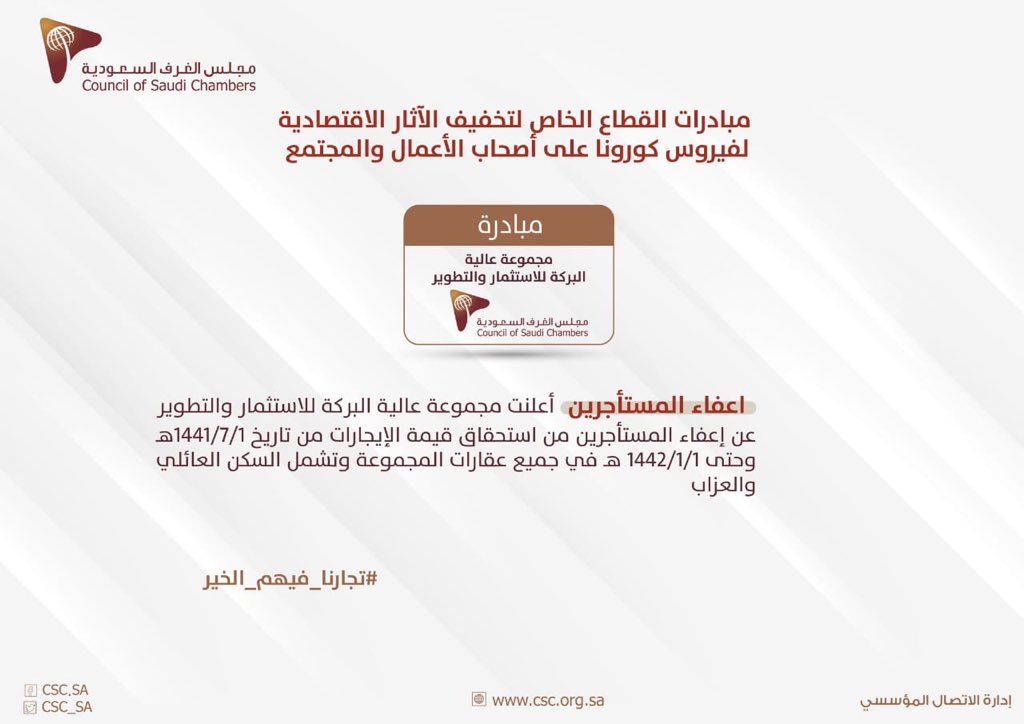 مجلس الغرف السعودية
Council of Saudi Chambers
مبادرات القطاع الخاص لتخفيف الآثار الاقتصادية
لفيروس كورونا على أصحاب الأعمال والمجتمع
مبادرة
مجموعة عالية
البركة للاستثمار والتطوير
مجلس الغرف السعودية
Council of Saudi Chambers
اعفاء المستأجرين أعلنت مجموعة عالية البركة للاستثمار والتطوير
عن إعفاء المستأجرين من استحقاق قيمة الإيجارات من تاريخ 1441/7/1هـ
وحتى 1442/1/1 هـ في جميع عقارات المجموعة وتشمل السكن العائلي
والعزاب
#تجارنا_فيهم_الخير
CSC.SA
CSC_SA
www.csc.org.sa
إدارة الاتصال المؤسسي